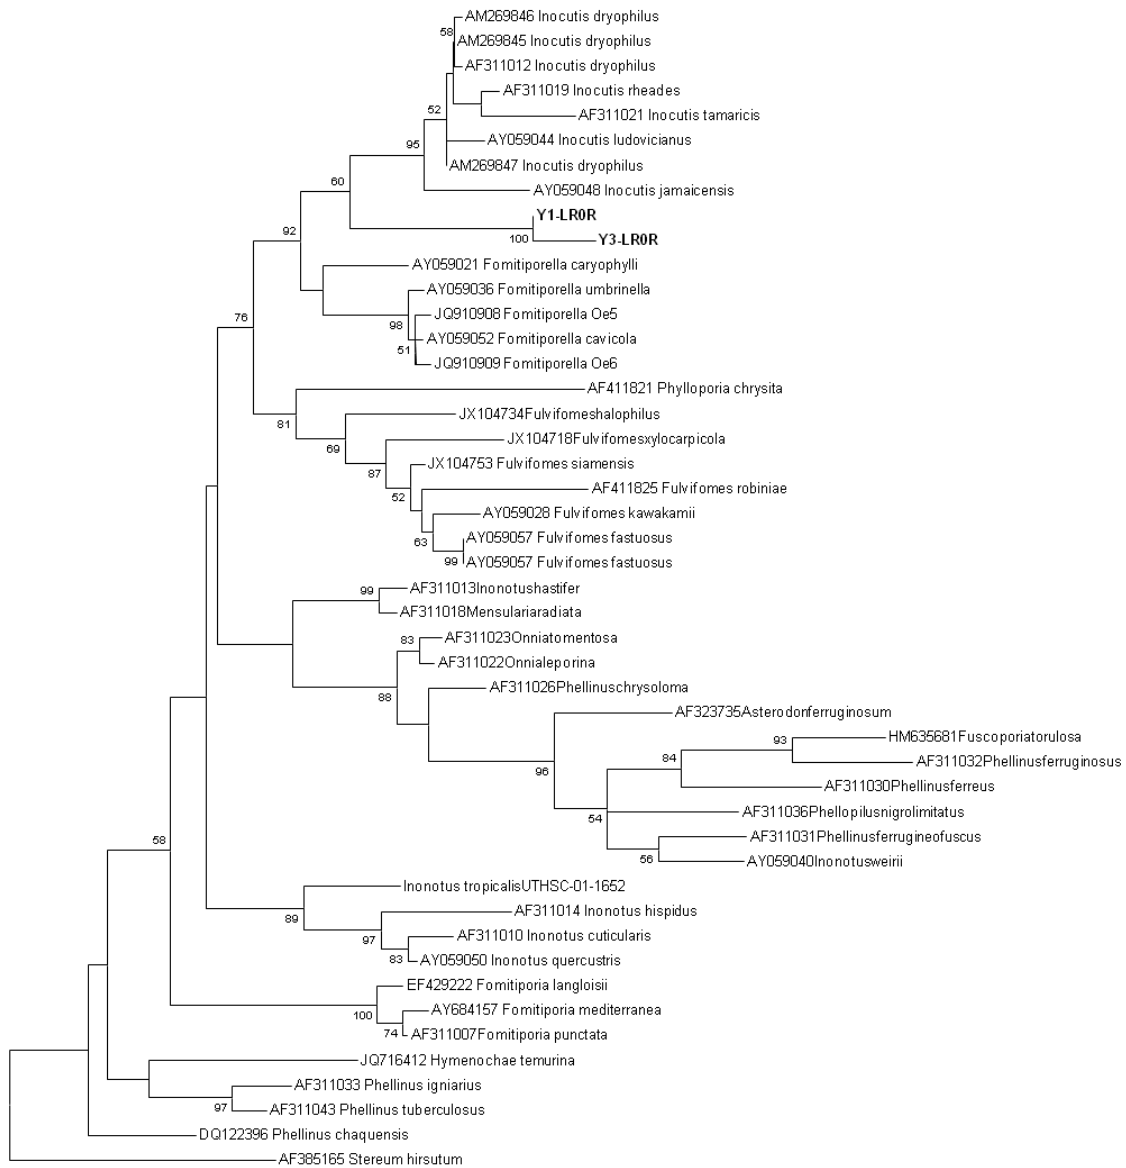 AM269846 Inocutis dryophilus
58
AM269845 Inocutis dryophilus
AF311012 Inocutis dryophilus
AF311019 Inocutis rheades
52
AF311021 Inocutis tamaricis
AY059044 Inocutis ludovicianus
95
AM269847 Inocutis dryophilus
60
AY059048 Inocutis jamaicensis
Y1-LR0R
92
100
Y3-LR0R
AY059021 Fomitiporella caryophylli
AY059036 Fomitiporella umbrinella
76
JQ910908 Fomitiporella Oe5
98
AY059052 Fomitiporella cavicola
51
JQ910909 Fomitiporella Oe6
AF411821 Phylloporia chrysita
81
JX104734Fulvifomeshalophilus
69
JX104718Fulvifomesxylocarpicola
87
JX104753 Fulvifomes siamensis
52
AF411825 Fulvifomes robiniae
AY059028 Fulvifomes kawakamii
63
AY059057 Fulvifomes fastuosus
99
AY059057 Fulvifomes fastuosus
99
AF311013Inonotushastifer
AF311018Mensulariaradiata
83
AF311023Onniatomentosa
AF311022Onnialeporina
88
AF311026Phellinuschrysoloma
AF323735Asterodonferruginosum
93
HM635681Fuscoporiatorulosa
96
84
AF311032Phellinusferruginosus
AF311030Phellinusferreus
54
AF311036Phellopilusnigrolimitatus
AF311031Phellinusferrugineofuscus
58
56
AY059040Inonotusweirii
Inonotus tropicalisUTHSC-01-1652
89
AF311014 Inonotus hispidus
97
AF311010 Inonotus cuticularis
83
AY059050 Inonotus quercustris
EF429222 Fomitiporia langloisii
100
AY684157 Fomitiporia mediterranea
74
AF311007Fomitiporia punctata
JQ716412 Hymenochae temurina
AF311033 Phellinus igniarius
97
AF311043 Phellinus tuberculosus
DQ122396 Phellinus chaquensis
AF385165 Stereum hirsutum